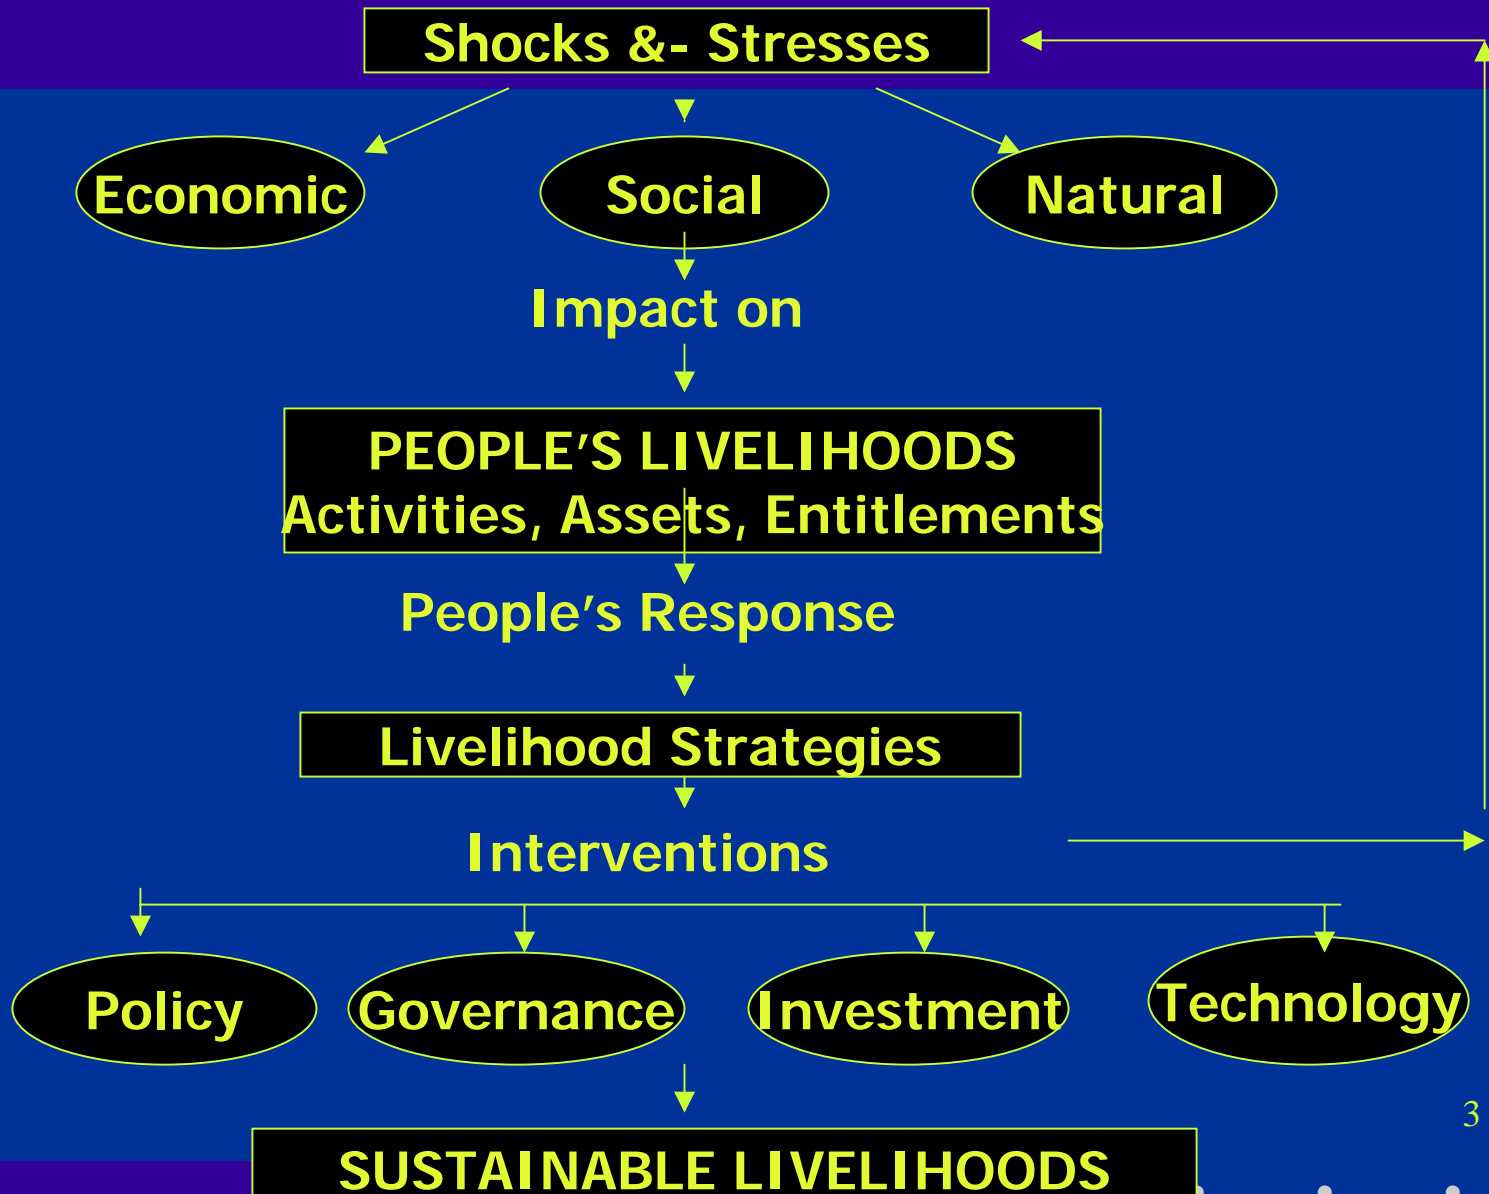 Shocks &- Stresses
Economic
Social
Natural
Impact on
PEOPLE’S LIVELIHOODS
Activities, Assets, Entitlements
People’s Response
Livelihood Strategies
Interventions
Policy
Governance
Investment
Technology
3
SUSTAINABLE LIVELIHOODS